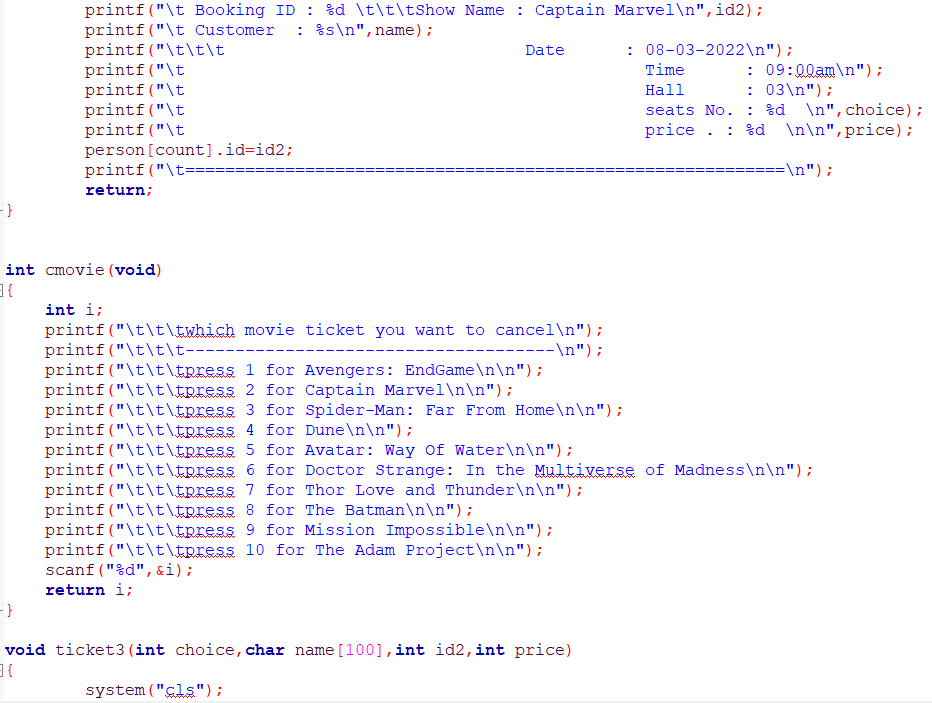 printf("\t Booking ID : %d \t\t\tShow Name : Captain Marvel\n",id2);
printf("\t Customer  : %s\n",name);
printf("\t\t\t                              Date      : 08-03-2022\n");
printf("\t                                              Time      : 09:00am\n");
printf("\t                                              Hall      : 03\n");
printf("\t                                              seats No. : %d  \n",choice);
printf("\t                                              price . : %d  \n\n",price);
person[count].id=id2;
printf("\t============================================================\n");
return;
}
int cmovie(void)
{
int i;
printf("\t\t\twhich movie ticket you want to cancel\n");
printf("\t\t\t-------------------------------------\n");
printf("\t\t\tpress 1 for Avengers: EndGame\n\n");
printf("\t\t\tpress 2 for Captain Marvel\n\n");
printf("\t\t\tpress 3 for Spider-Man: Far From Home\n\n");
printf("\t\t\tpress 4 for Dune\n\n");
printf("\t\t\tpress 5 for Avatar: Way Of Water\n\n");
printf("\t\t\tpress 6 for Doctor Strange: In the Multiverse of Madness\n\n");
printf("\t\t\tpress 7 for Thor Love and Thunder\n\n");
printf("\t\t\tpress 8 for The Batman\n\n");
printf("\t\t\tpress 9 for Mission Impossible\n\n");
printf("\t\t\tpress 10 for The Adam Project\n\n");
scanf("%d",&i);
return i;
}
void ticket3(int choice,char name[100],int id2,int price)
{
system("cls");